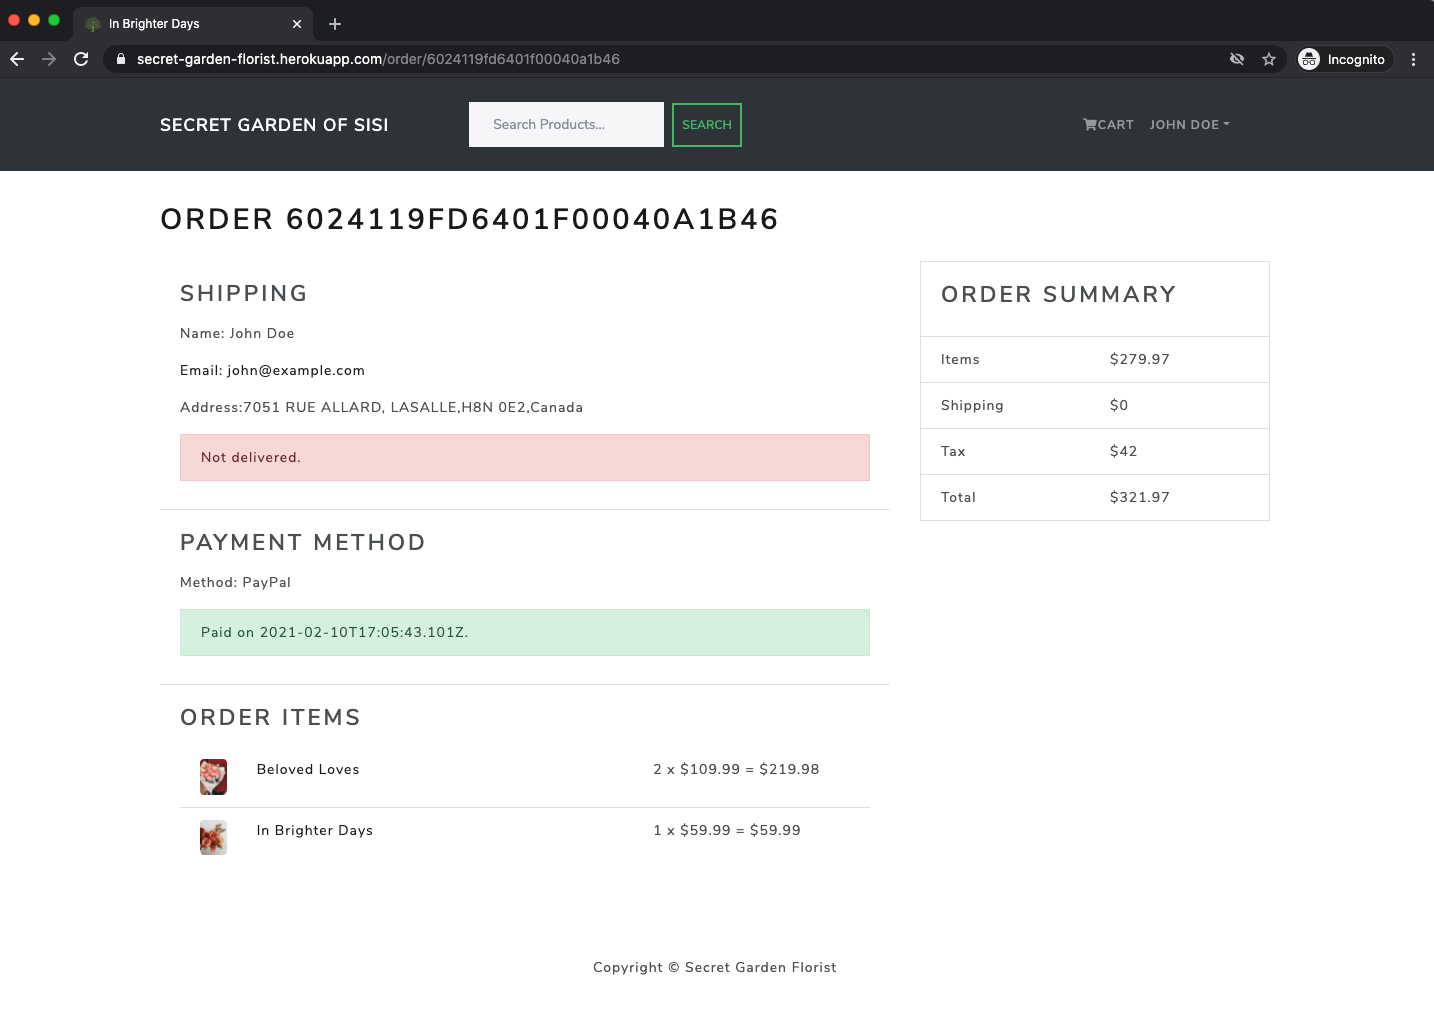 In Brighter Days
secret-garden-florist.herokuapp.com/order/6024119fd6401f00040a1b46
Incognito
SECRET GARDEN OF SISI
Search Products...
SEARCH
CART
JOHN DOE
ORDER 6024119FD6401F00040A1B46
SHIPPING
Name: John Doe
Email: john@example.com
Address:7051 RUE ALLARD, LASALLE,H8N 0E2,Canada
Not delivered.
PAYMENT METHOD
Method: PayPal
Paid on 2021-02-10T17:05:43.101Z.
ORDER ITEMS
Beloved Loves 2 x $109.99 = $219.98
In Brighter Days 1 x $59.99 = $59.99
ORDER SUMMARY
Items $279.97
Shipping $0
Tax $42
Total $321.97
Copyright © Secret Garden Florist